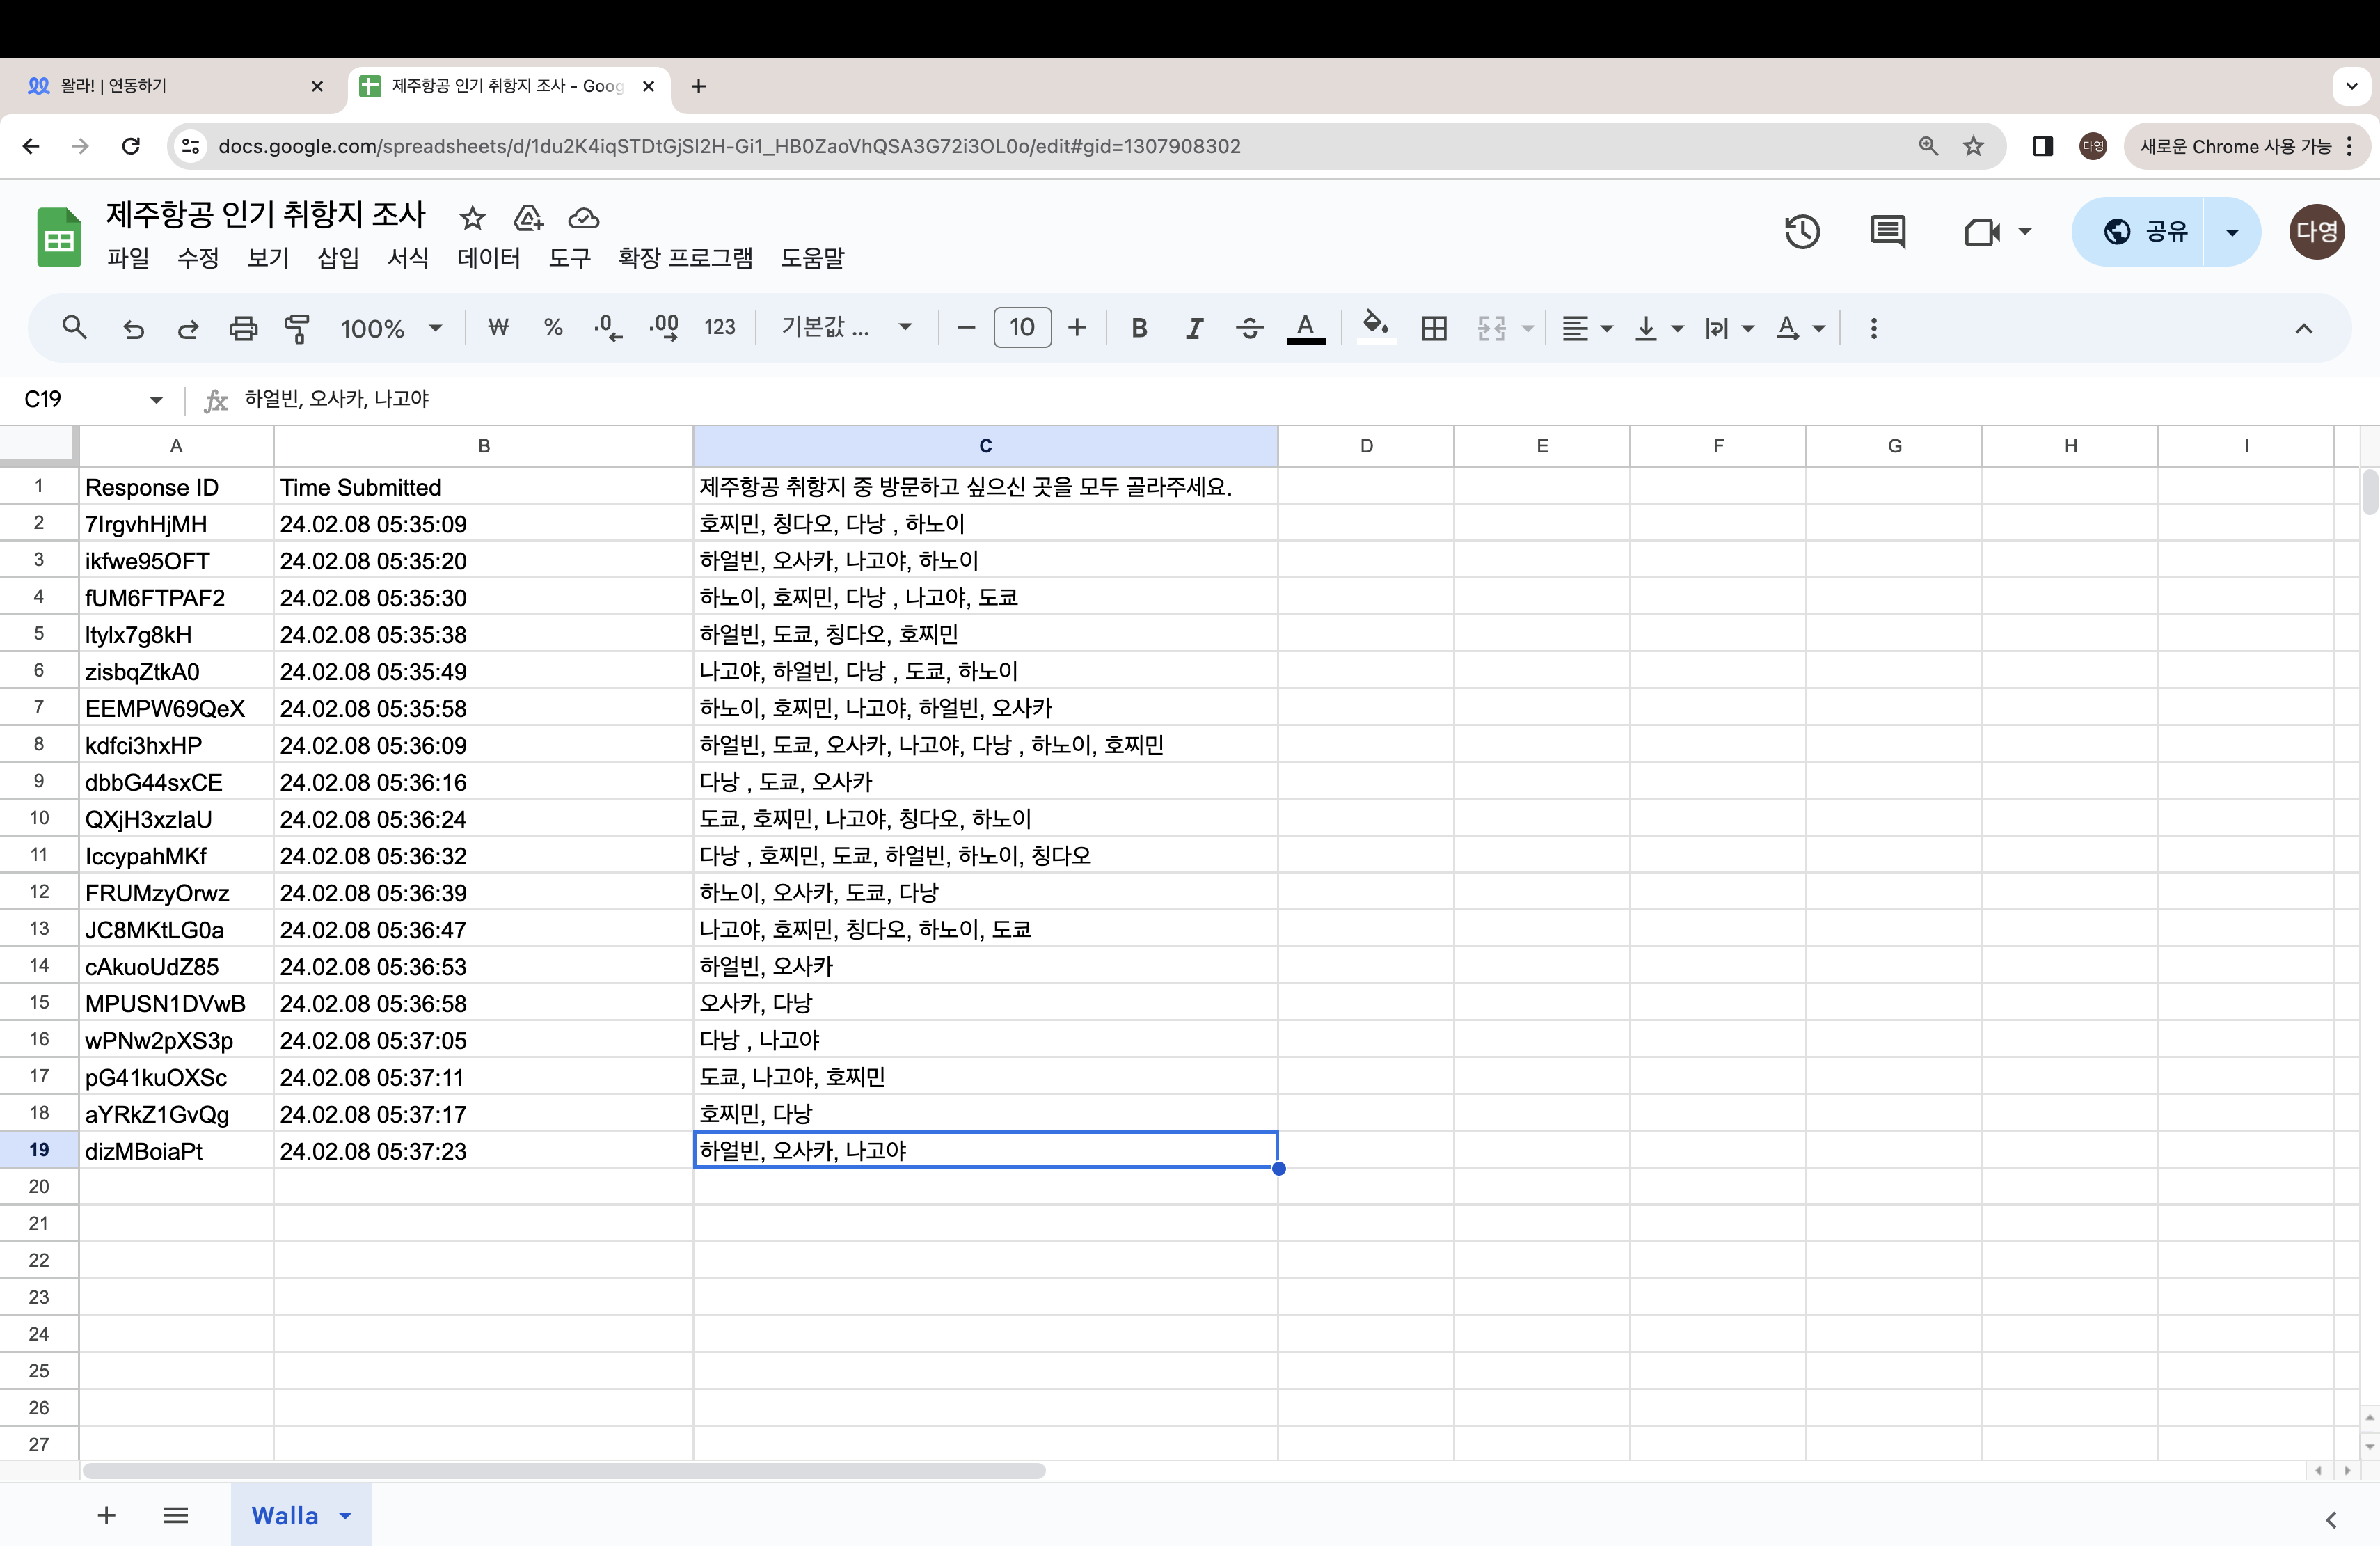 왈라! | 연동하기
제주항공 인기 취항지 조사 - Goog
docs.google.com/spreadsheets/d/1du2K4iqSTDtGjSI2H-Gi1_HB0ZaoVhQSA3G72i3OL0o/edit#gid=1307908302
다영
새로운 Chrome 사용 가능
제주항공 인기 취항지 조사
파일 수정 보기 삽입 서식 데이터 도구 확장 프로그램 도움말
공유
다영
100% ₩ % .0 .00 123 기본값 ... 10 B I A
C19 fx 하얼빈, 오사카, 나고야
A B C D E F G H I
1 Response ID Time Submitted 제주항공 취항지 중 방문하고 싶으신 곳을 모두 골라주세요.
2 7IrgvhHjMH 24.02.08 05:35:09 호찌민, 칭다오, 다낭 , 하노이
3 ikfwe95OFT 24.02.08 05:35:20 하얼빈, 오사카, 나고야, 하노이
4 fUM6FTPAF2 24.02.08 05:35:30 하노이, 호찌민, 다낭 , 나고야, 도쿄
5 ltylx7g8kH 24.02.08 05:35:38 하얼빈, 도쿄, 칭다오, 호찌민
6 zisbqZtkA0 24.02.08 05:35:49 나고야, 하얼빈, 다낭 , 도쿄, 하노이
7 EEMPW69QeX 24.02.08 05:35:58 하노이, 호찌민, 나고야, 하얼빈, 오사카
8 kdfci3hxHP 24.02.08 05:36:09 하얼빈, 도쿄, 오사카, 나고야, 다낭 , 하노이, 호찌민
9 dbbG44sxCE 24.02.08 05:36:16 다낭 , 도쿄, 오사카
10 QXjH3xzIaU 24.02.08 05:36:24 도쿄, 호찌민, 나고야, 칭다오, 하노이
11 IccypahMKf 24.02.08 05:36:32 다낭 , 호찌민, 도쿄, 하얼빈, 하노이, 칭다오
12 FRUMzyOrwz 24.02.08 05:36:39 하노이, 오사카, 도쿄, 다낭
13 JC8MKtLG0a 24.02.08 05:36:47 나고야, 호찌민, 칭다오, 하노이, 도쿄
14 cAkuoUdZ85 24.02.08 05:36:53 하얼빈, 오사카
15 MPUSN1DVwB 24.02.08 05:36:58 오사카, 다낭
16 wPNw2pXS3p 24.02.08 05:37:05 다낭 , 나고야
17 pG41kuOXSc 24.02.08 05:37:11 도쿄, 나고야, 호찌민
18 aYRkZ1GvQg 24.02.08 05:37:17 호찌민, 다낭
19 dizMBoiaPt 24.02.08 05:37:23 하얼빈, 오사카, 나고야
20
21
22
23
24
25
26
27
Walla